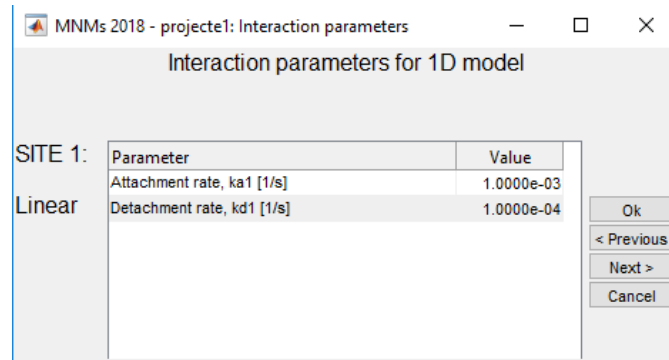 MNMs 2018 - projecte1: Interaction parameters
Interaction parameters for 1D model
SITE 1:
Parameter Value
Attachment rate, ka1 [1/s] 1.0000e-03
Linear
Detachment rate, kd1 [1/s] 1.0000e-04
Ok
< Previous
Next >
Cancel